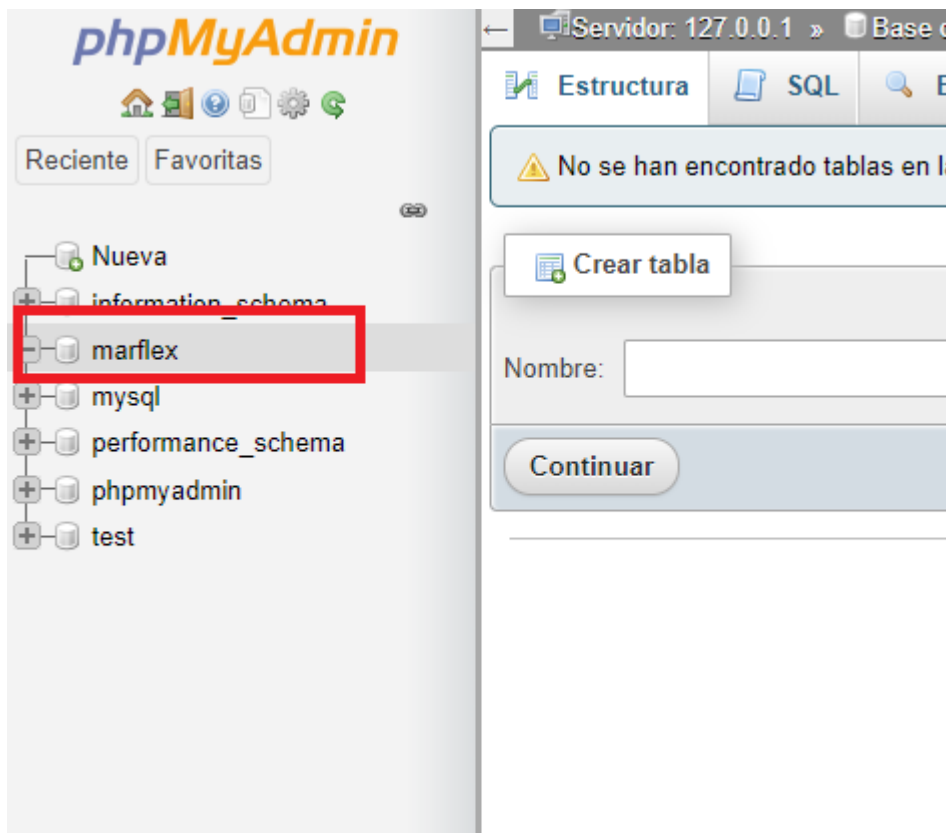 phpMyAdmin
Reciente Favoritas
Nueva
information_schema
marflex
mysql
performance_schema
phpmyadmin
test
Servidor: 127.0.0.1 » Base
Estructura SQL
No se han encontrado tablas en
Crear tabla
Nombre:
Continuar